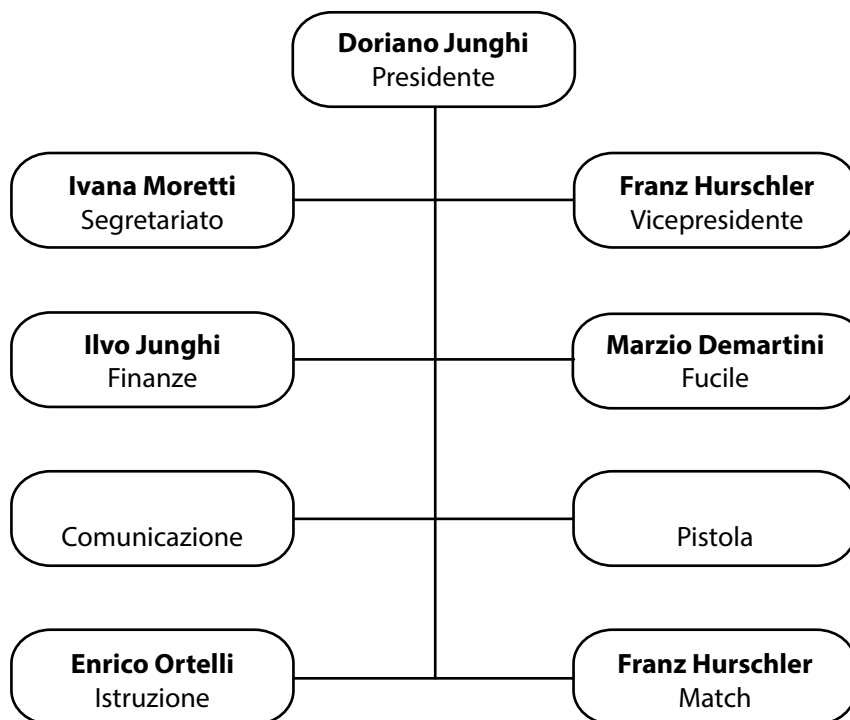 Doriano Junghi
Presidente
Ivana Moretti
Segretariato
Franz Hurschler
Vicepresidente
Ilvo Junghi
Finanze
Marzio Demartini
Fucile
Comunicazione
Pistola
Enrico Ortelli
Istruzione
Franz Hurschler
Match